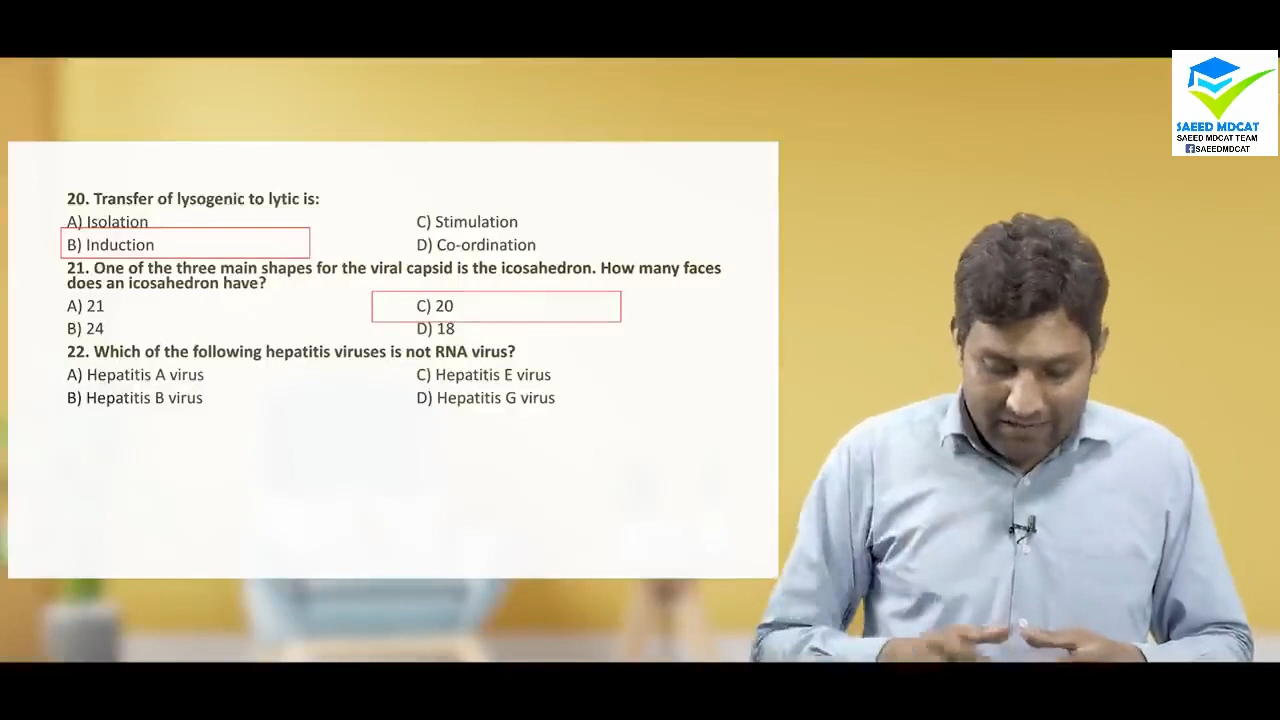 SAEED MDCAT
SAEED MDCAT TEAM
SAEEDMDCAT
20. Transfer of lysogenic to lytic is:
A) Isolation C) Stimulation
B) Induction D) Co-ordination
21. One of the three main shapes for the viral capsid is the icosahedron. How many faces
does an icosahedron have?
A) 21 C) 20
B) 24 D) 18
22. Which of the following hepatitis viruses is not RNA virus?
A) Hepatitis A virus C) Hepatitis E virus
B) Hepatitis B virus D) Hepatitis G virus